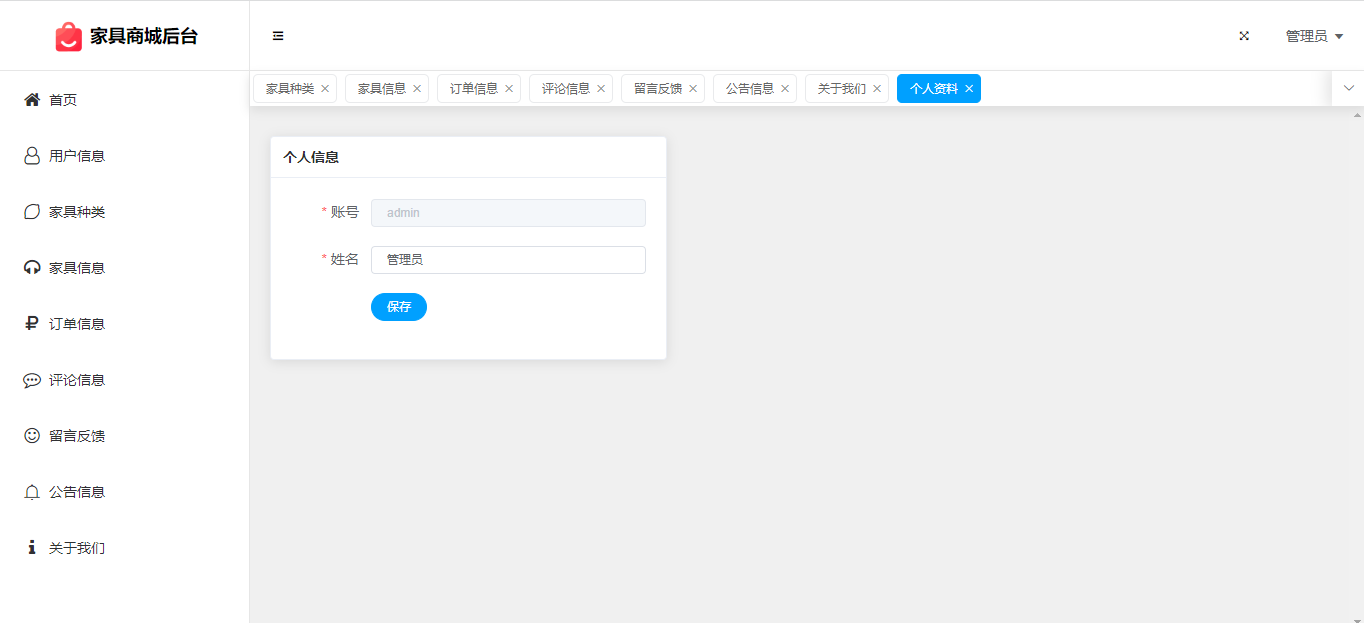 家具商城后台
管理员
首页
用户信息
家具种类
家具信息
订单信息
评论信息
留言反馈
公告信息
关于我们
家具种类 家具信息 订单信息 评论信息 留言反馈 公告信息 关于我们 个人资料
个人信息
* 账号 admin
* 姓名 管理员
保存